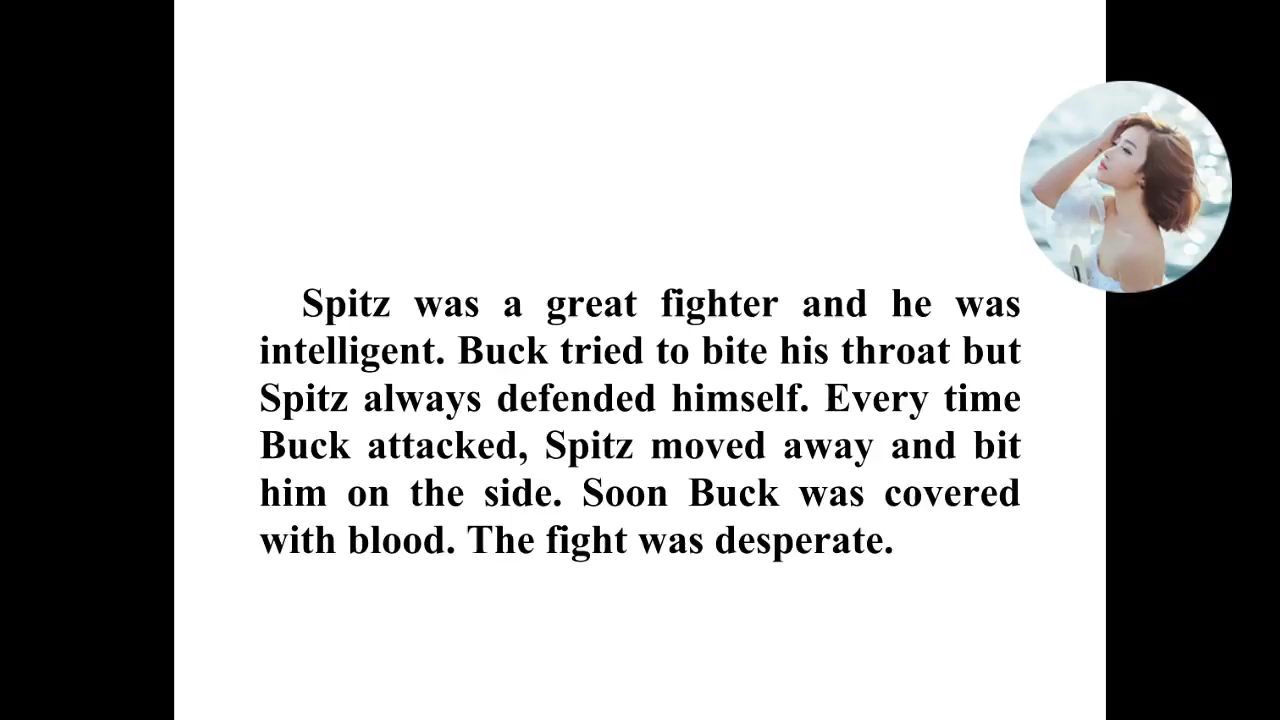 Spitz was a great fighter and he was
intelligent. Buck tried to bite his throat but
Spitz always defended himself. Every time
Buck attacked, Spitz moved away and bit
him on the side. Soon Buck was covered
with blood. The fight was desperate.